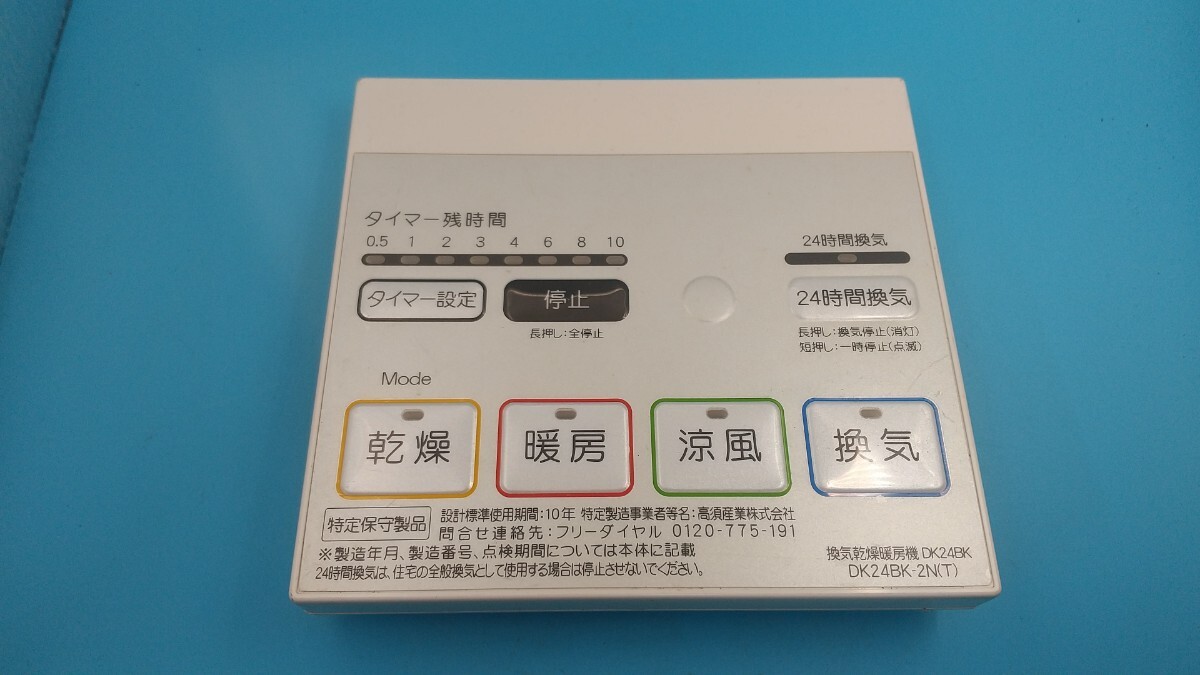 タイマー残時間
0.5 1 2 3 4 6 8 10
24時間換気
タイマー設定
停止
24時間換気
長押し:全停止
長押し:換気停止(消灯)
短押し:一時停止(点滅)
Mode
乾燥
暖房
涼風
換気
特定保守製品
設計標準使用期間:10年 特定製造事業者等名:高須産業株式会社
問合せ連絡先:フリーダイヤル 0120-775-191
※製造年月、製造番号、点検期間については本体に記載
24時間換気は、住宅の全般換気として使用する場合は停止させないでください。
換気乾燥暖房機 DK24BK
DK24BK-2N(T)